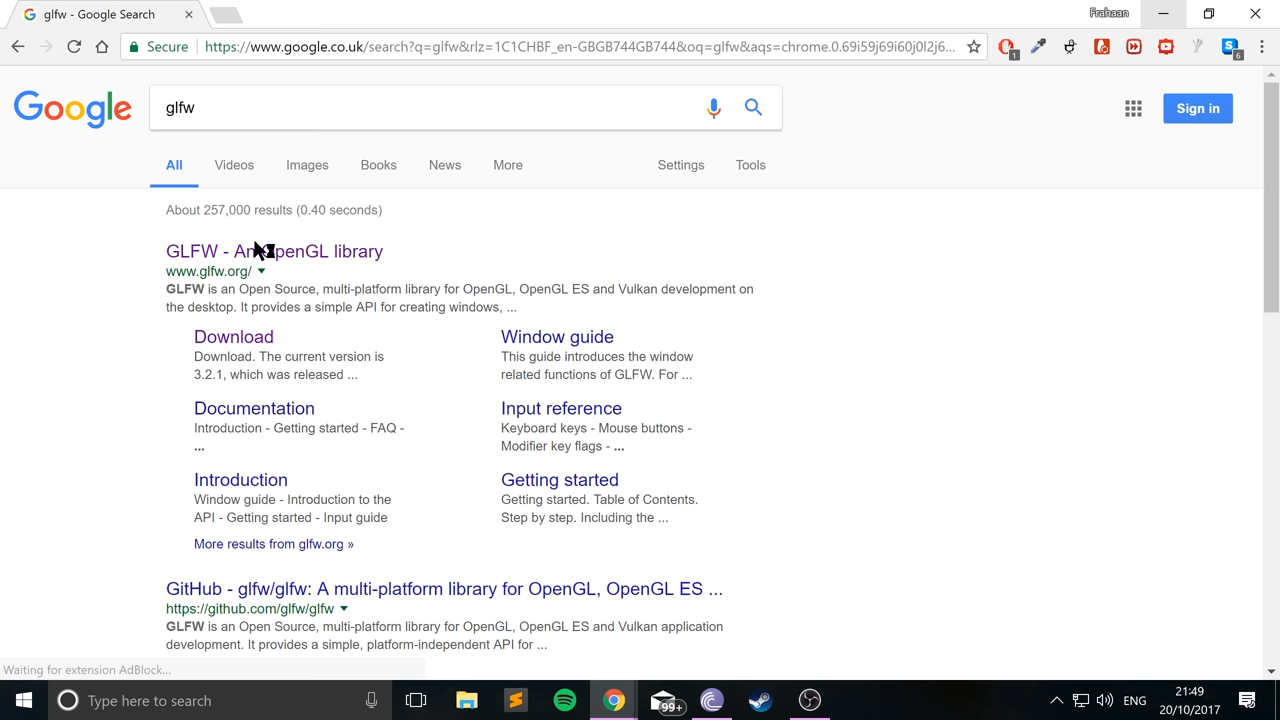 glfw - Google Search
Prahaan
Secure
https://www.google.co.uk/search?q=glfw&rlz=1C1CHBF_en-GBGB744GB744&oq=glfw&aqs=chrome.0.69i59j69i60j0l2j6...
1
6
Google
glfw
Sign in
All
Videos
Images
Books
News
More
Settings
Tools
About 257,000 results (0.40 seconds)
GLFW - An OpenGL library
www.glfw.org/
GLFW is an Open Source, multi-platform library for OpenGL, OpenGL ES and Vulkan development on
the desktop. It provides a simple API for creating windows, ...
Download
Download. The current version is
3.2.1, which was released ...
Window guide
This guide introduces the window
related functions of GLFW. For ...
Documentation
Introduction - Getting started - FAQ -
...
Input reference
Keyboard keys - Mouse buttons -
Modifier key flags - ...
Introduction
Window guide - Introduction to the
API - Getting started - Input guide
Getting started
Getting started. Table of Contents.
Step by step. Including the ...
More results from glfw.org »
GitHub - glfw/glfw: A multi-platform library for OpenGL, OpenGL ES ...
https://github.com/glfw/glfw
GLFW is an Open Source, multi-platform library for OpenGL, OpenGL ES and Vulkan application
development. It provides a simple, platform-independent API for ...
Waiting for extension AdBlock...
Type here to search
99+
ENG
21:49
20/10/2017